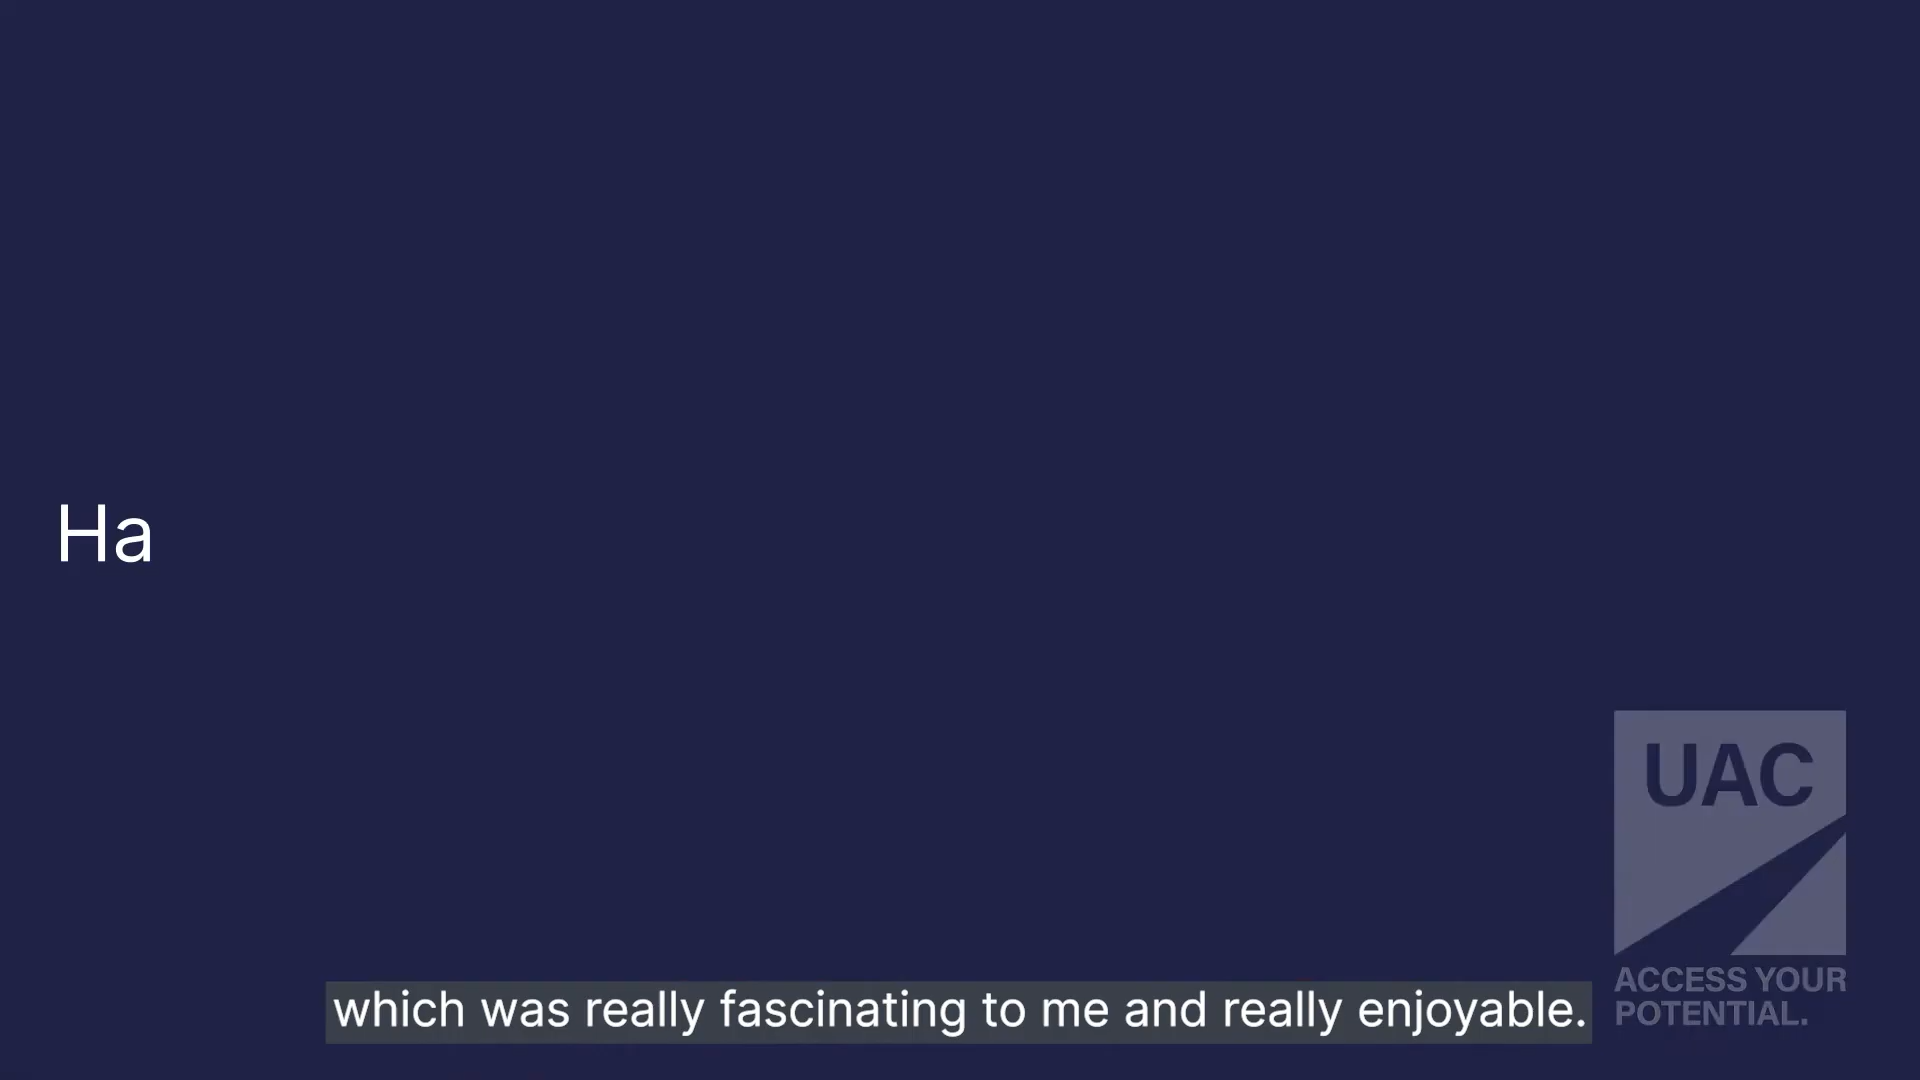 Ha
UAC
ACCESS YOUR
POTENTIAL.
which was really fascinating to me and really enjoyable.